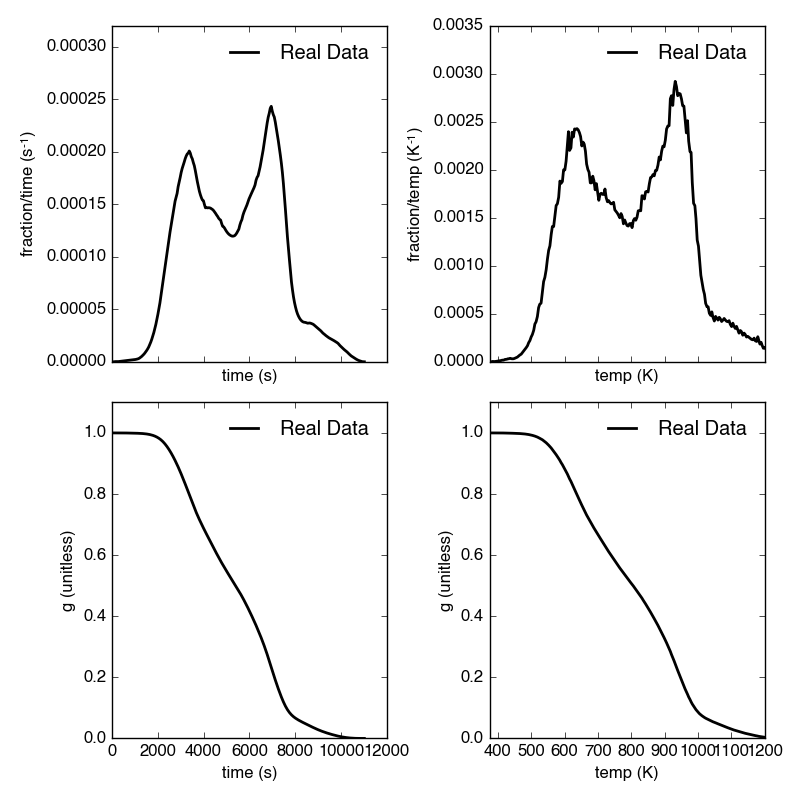 0.00030
0.00025
0.00020
0.00015
0.00010
0.00005
0.00000
fraction/time (s⁻¹)
Real Data
time (s)
0.0035
0.0030
0.0025
0.0020
0.0015
0.0010
0.0005
0.0000
fraction/temp (K⁻¹)
Real Data
temp (K)
1.0
0.8
0.6
0.4
0.2
0.0
g (unitless)
Real Data
0 2000 4000 6000 8000 10000 12000
time (s)
1.0
0.8
0.6
0.4
0.2
0.0
g (unitless)
Real Data
400 500 600 700 800 900 1000 1100 1200
temp (K)